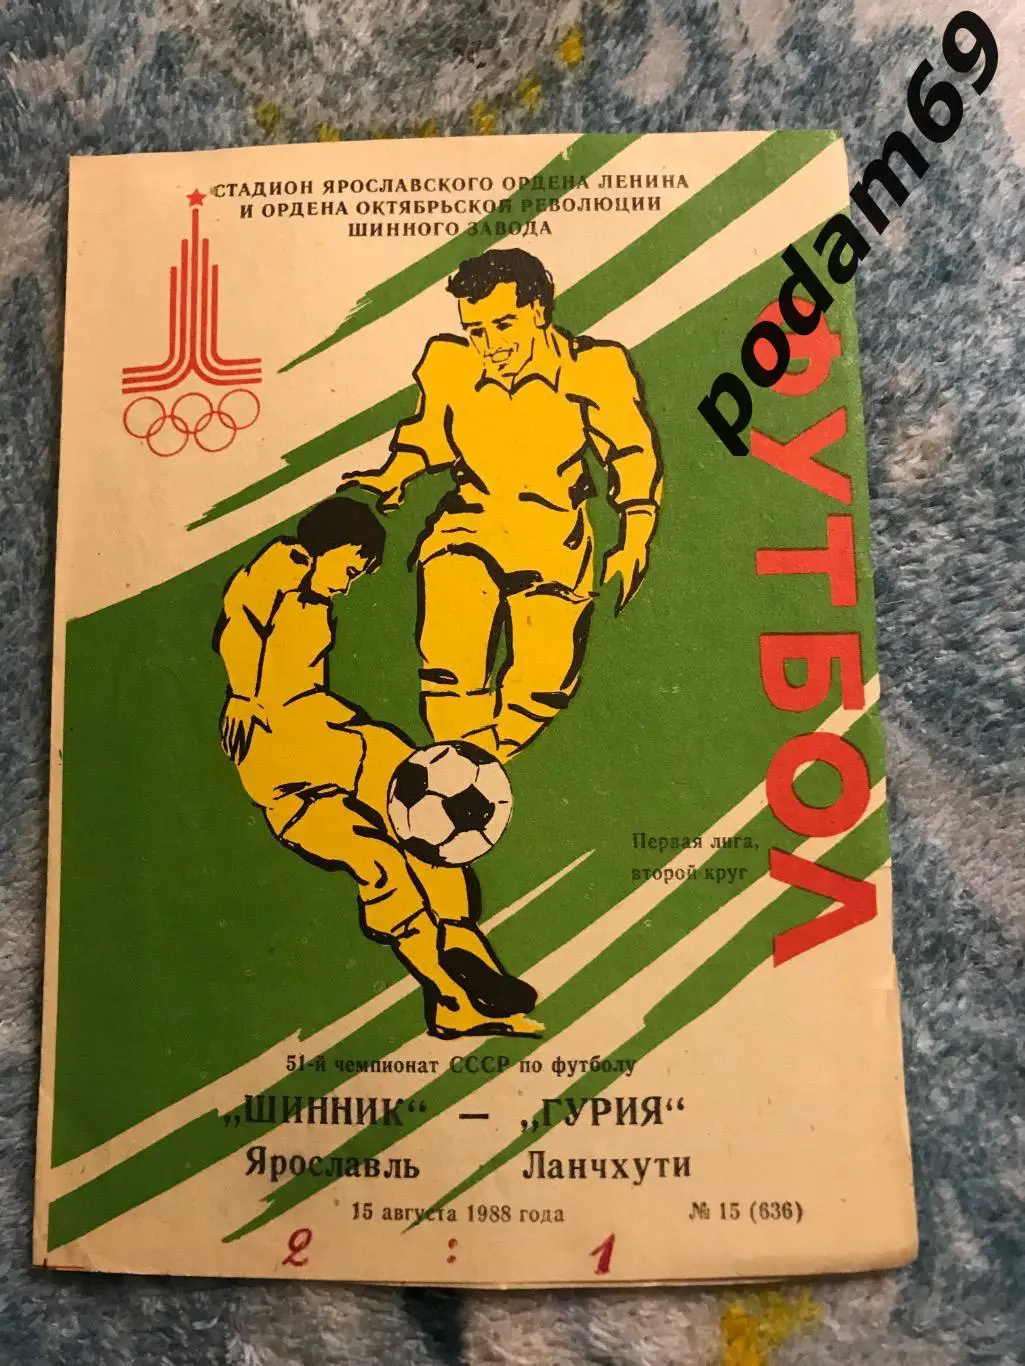 podam69
СТАДИОН ЯРОСЛАВСКОГО ОРДЕНА ЛЕНИНА
И ОРДЕНА ОКТЯБРЬСКОЙ РЕВОЛЮЦИИ
ШИННОГО ЗАВОДА
ФУТБОЛ
Первая лига,
второй круг
51-й чемпионат СССР по футболу
„ШИННИК“ — „ГУРИЯ“
Ярославль Ланчхути
15 августа 1988 года № 15 (636)
2 : 1